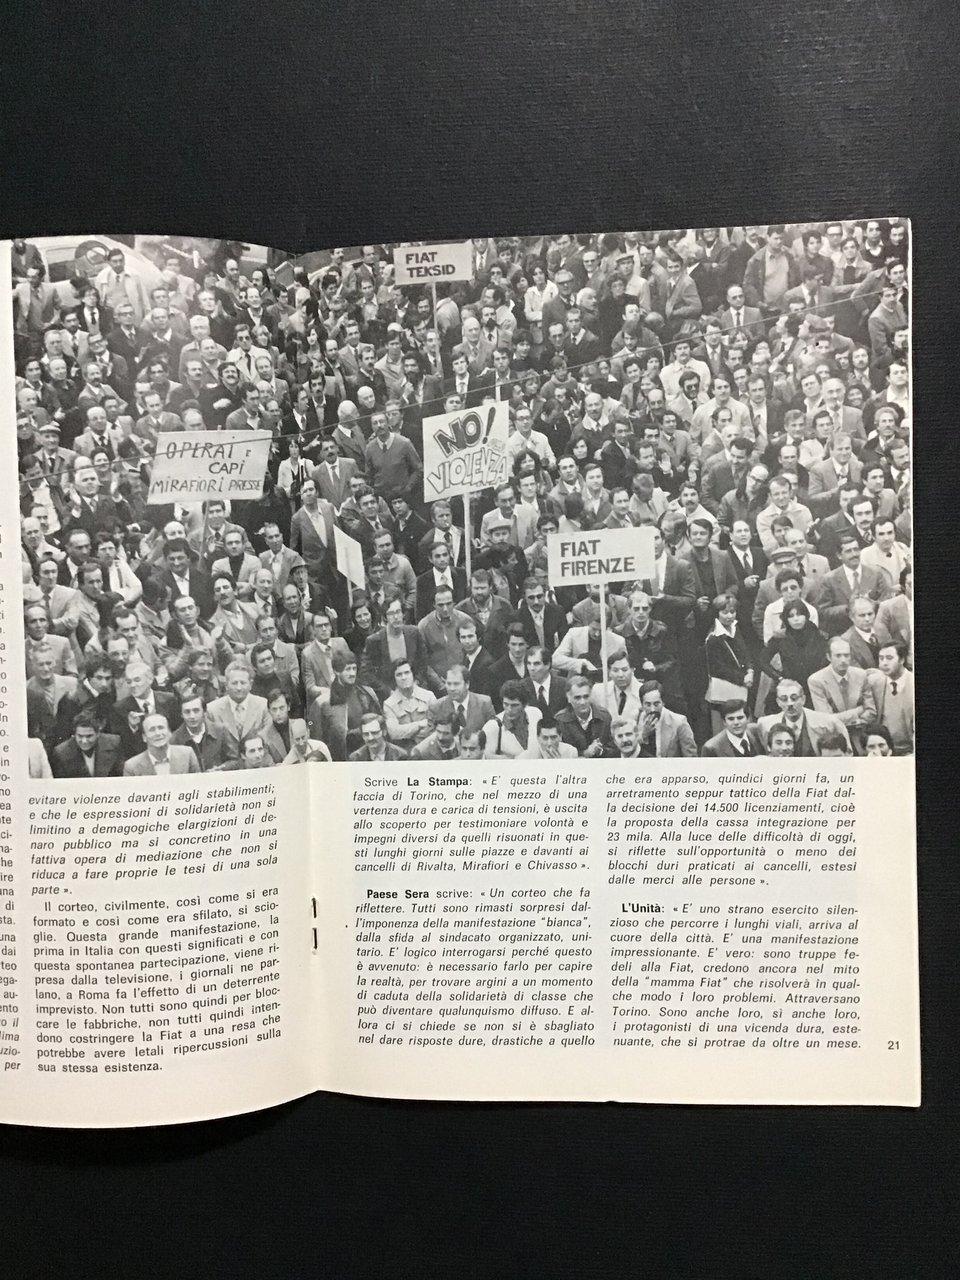 FIAT
TEKSID
NO!
VIOLENZA
OPERAI E
CAPI
MIRAFIORI PRESSE
FIAT
FIRENZE
evitare violenze davanti agli stabilimenti;
e che le espressioni di solidarietà non si
limitino a demagogiche elargizioni di de-
naro pubblico ma si concretino in una
fattiva opera di mediazione che non si
riduca a fare proprie le tesi di una sola
parte ».
Il corteo, civilmente, così come si era
formato e così come era sfilato, si scio-
glie. Questa grande manifestazione, la
prima in Italia con questi significati e con
questa spontanea partecipazione, viene ri-
presa dalla televisione, i giornali ne par-
lano, a Roma fa l'effetto di un deterrente
imprevisto. Non tutti sono quindi per bloc-
care le fabbriche, non tutti quindi inten-
dono costringere la Fiat a una resa che
potrebbe avere letali ripercussioni sulla
sua stessa esistenza.
Scrive La Stampa: « E' questa l'altra
faccia di Torino, che nel mezzo di una
vertenza dura e carica di tensioni, è uscita
allo scoperto per testimoniare volontà e
impegni diversi da quelli risuonati in que-
sti lunghi giorni sulle piazze e davanti ai
cancelli di Rivalta, Mirafiori e Chivasso ».
Paese Sera scrive: « Un corteo che fa
riflettere. Tutti sono rimasti sorpresi dal-
l'imponenza della manifestazione "bianca",
dalla sfida al sindacato organizzato, uni-
tario. E' logico interrogarsi perché questo
è avvenuto: è necessario farlo per capire
la realtà, per trovare argini a un momento
di caduta della solidarietà di classe che
può diventare qualunquismo diffuso. E al-
lora ci si chiede se non si è sbagliato
nel dare risposte dure, drastiche a quello
che era apparso, quindici giorni fa, un
arretramento seppur tattico della Fiat dal-
la decisione dei 14.500 licenziamenti, cioè
la proposta della cassa integrazione per
23 mila. Alla luce delle difficoltà di oggi,
si riflette sull'opportunità o meno dei
blocchi duri praticati ai cancelli, estesi
dalle merci alle persone ».
L'Unità: « E' uno strano esercito silen-
zioso che percorre i lunghi viali, arriva al
cuore della città. E' una manifestazione
impressionante. E' vero: sono truppe fe-
deli alla Fiat, credono ancora nel mito
della "mamma Fiat" che risolverà in qual-
che modo i loro problemi. Attraversano
Torino. Sono anche loro, sì anche loro,
i protagonisti di una vicenda dura, este-
nuante, che si protrae da oltre un mese.
21